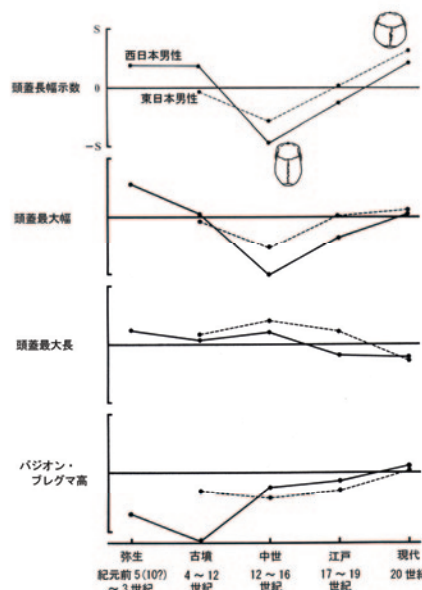 S
西日本男性
頭蓋長幅示数
0
東日本男性
−S
頭蓋最大幅
頭蓋最大長
バジオン・
ブレグマ高
弥生
古墳
中世
江戸
現代
紀元前5(10?)
～3世紀
4～12
世紀
12～16
世紀
17～19
世紀
20世紀